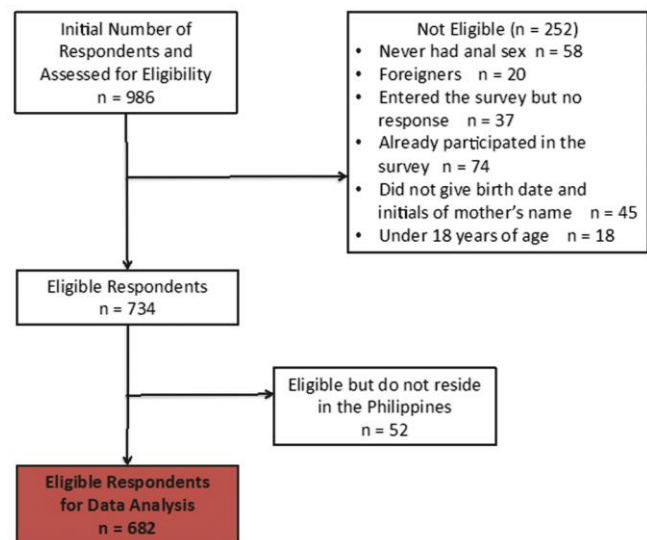 Initial Number of
Respondents and
Assessed for Eligibility
n = 986
Not Eligible (n = 252)
• Never had anal sex n = 58
• Foreigners n = 20
• Entered the survey but no
response n = 37
• Already participated in the
survey n = 74
• Did not give birth date and
initials of mother's name n = 45
• Under 18 years of age n = 18
Eligible Respondents
n = 734
Eligible but do not reside
in the Philippines
n = 52
Eligible Respondents
for Data Analysis
n = 682